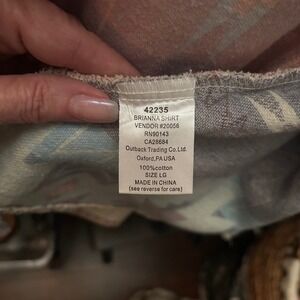 42235
BRIANNA SHIRT
VENDOR #20056
RN90143
CA28684
Outback Trading Co.Ltd.
Oxford,PA USA
100%cotton
SIZE LG
MADE IN CHINA
(see reverse for care)